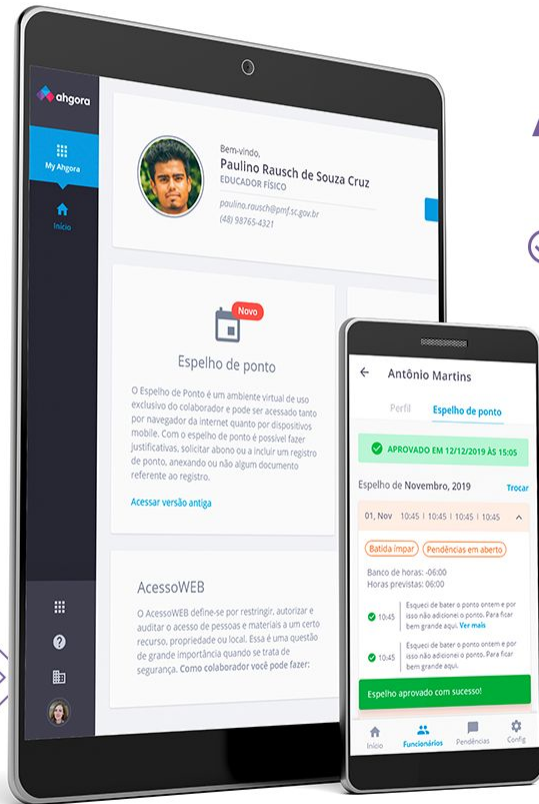 ahgora
My Ahgora
Início
Bem-vindo,
Paulino Rausch de Souza Cruz
EDUCADOR FÍSICO
paulino.rausch@pmf.sc.gov.br
(48) 98765-4321
Novo
Espelho de ponto
O Espelho de Ponto é um ambiente virtual de uso
exclusivo do colaborador e pode ser acessado tanto
por navegador da internet quanto por dispositivos
mobile. Com o espelho de ponto é possível fazer
justificativas, solicitar abono ou a incluir um registro
de ponto, anexando ou não algum documento
referente ao registro.
Acessar versão antiga
AcessoWEB
O AcessoWEB define-se por restringir, autorizar e
auditar o acesso de pessoas e materiais a um certo
recurso, propriedade ou local. Essa é uma questão
de grande importância quando se trata de
segurança. Como colaborador você pode fazer:
Antônio Martins
Perfil
Espelho de ponto
APROVADO EM 12/12/2019 ÀS 15:05
Espelho de Novembro, 2019
Trocar
01, Nov 10:45 | 10:45 | 10:45 | 10:45
Batida ímpar
Pendências em aberto
Banco de horas: -06:00
Horas previstas: 06:00
10:45
Esqueci de bater o ponto ontem e por
isso não adicionei o ponto. Para ficar
bem grande aqui. Ver mais
10:45
Esqueci de bater o ponto ontem e por
isso não adicionei o ponto. Para ficar
bem grande aqui.
Espelho aprovado com sucesso!
Início
Funcionários
Pendências
Config